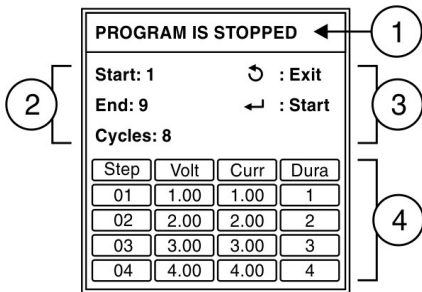 PROGRAM IS STOPPED 1
Start: 1 : Exit
2 End: 9 : Start 3
Cycles: 8
Step Volt Curr Dura
01 1.00 1.00 1
02 2.00 2.00 2
03 3.00 3.00 3
04 4.00 4.00 4
4